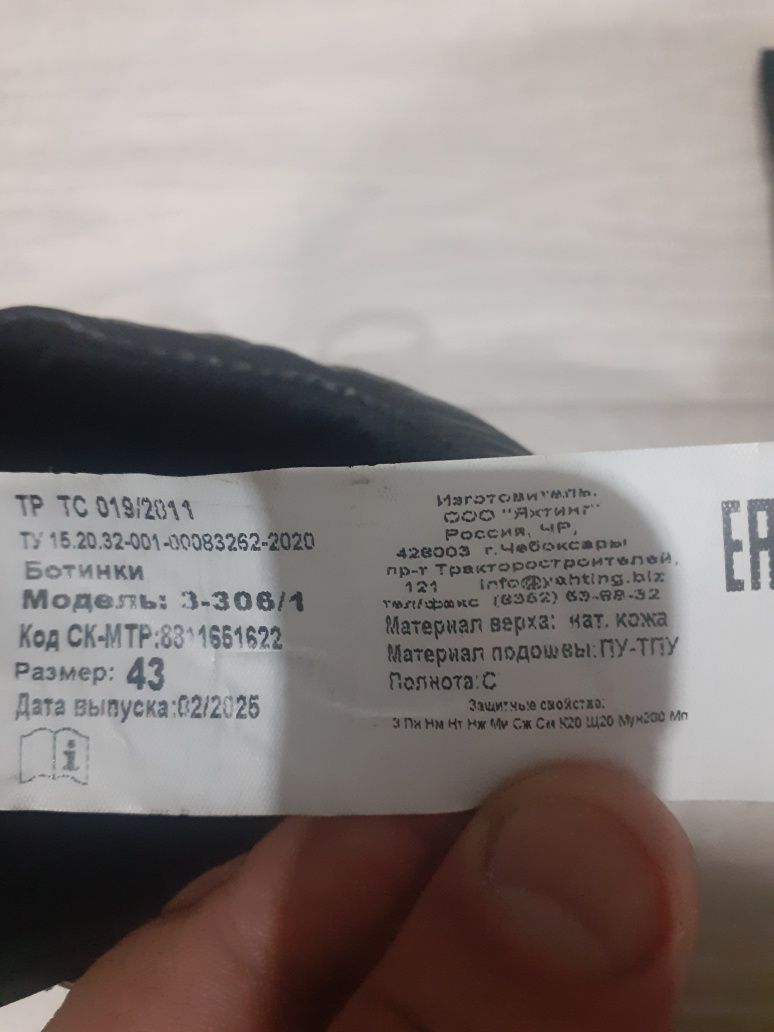 ТР ТС 019/2011
ТУ 15.20.32-001-00083262-2020
Ботинки
Модель: 3-306/1
Код СК-МТР:8811651622
Размер: 43
Дата выпуска:02/2025
i
Изготовитель:
ООО "Яхтинг"
Россия, ЧР,
428003 г.Чебоксары
пр-т Тракторостроителей,
121 info@yahting.biz
тел/факс (8352) 63-68-32
Материал верха: нат. кожа
Материал подошвы:ПУ-ТПУ
Полнота:С
Защитные свойства:
З Пн Нм Нт Нж Му Сж См К20 Щ20 Мун200 Мп